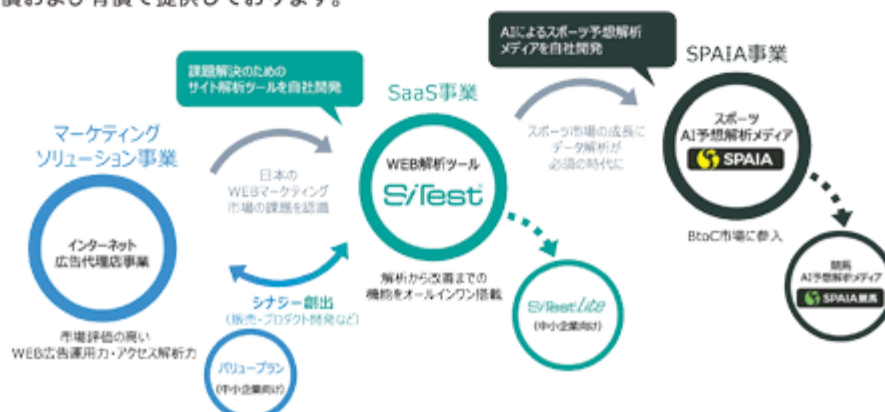 償および有償で提供しております。
AIによるスポーツ予想解析
メディアを自社開発
SPAIA事業
課題解決のための
サイト解析ツールを自社開発
SaaS事業
マーケティング
ソリューション事業
スポーツ
AI予想解析メディア
SPAIA
スポーツ市場の成長に
データ解析が
必須の時代に
WEB解析ツール
SiTest
日本の
WEBマーケティング
市場の課題を認識
インターネット
広告代理店事業
BtoC市場に参入
競馬
AI予想解析メディア
SPAIA競馬
解析から改善までの
機能をオールインワン搭載
シナジー創出
(販売・プロダクト開発など)
SiTest Lite
(中小企業向け)
市場評価の高い
WEB広告運用力・アクセス解析力
バリュープラン
(中小企業向け)